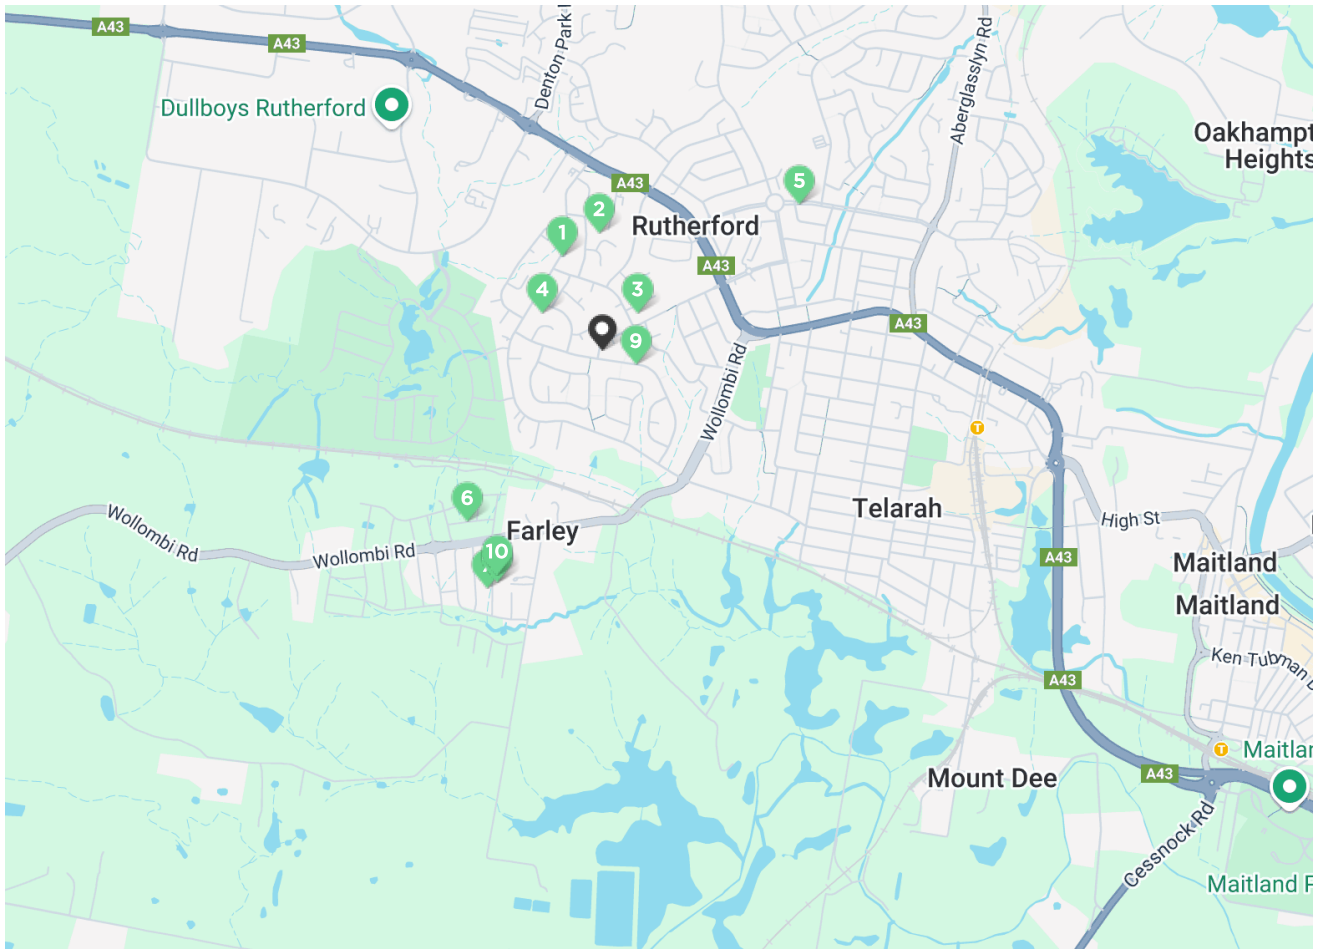 A43
A43
Denton Park
Aberglasslyn Rd
Dullboys Rutherford
Oakhampt
Heights
A43
5
2
Rutherford
1
A43
4
3
A43
9
Wollombi Rd
T
6
Telarah
Wollombi Rd
Farley
High St
Wollombi Rd
10
A43
Maitland
Maitland
Ken Tubman
A43
T
Maitlar
Mount Dee
A43
Cessnock Rd
Maitland P